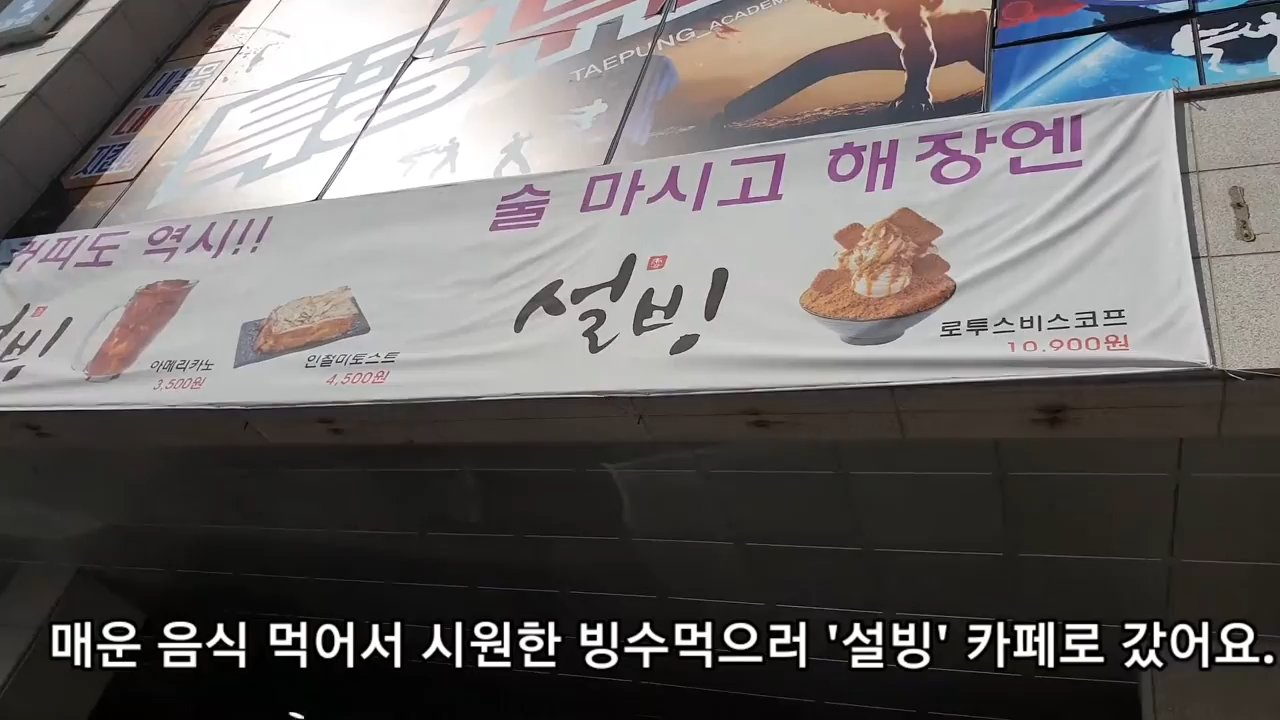 TAEPUNG_ACADEM
커피도 역시!!
술 마시고 해장엔
설빙
아메리카노
3,500원
인절미토스트
4,500원
설빙
로투스비스코프
10,900원
매운 음식 먹어서 시원한 빙수먹으러 '설빙' 카페로 갔어요.